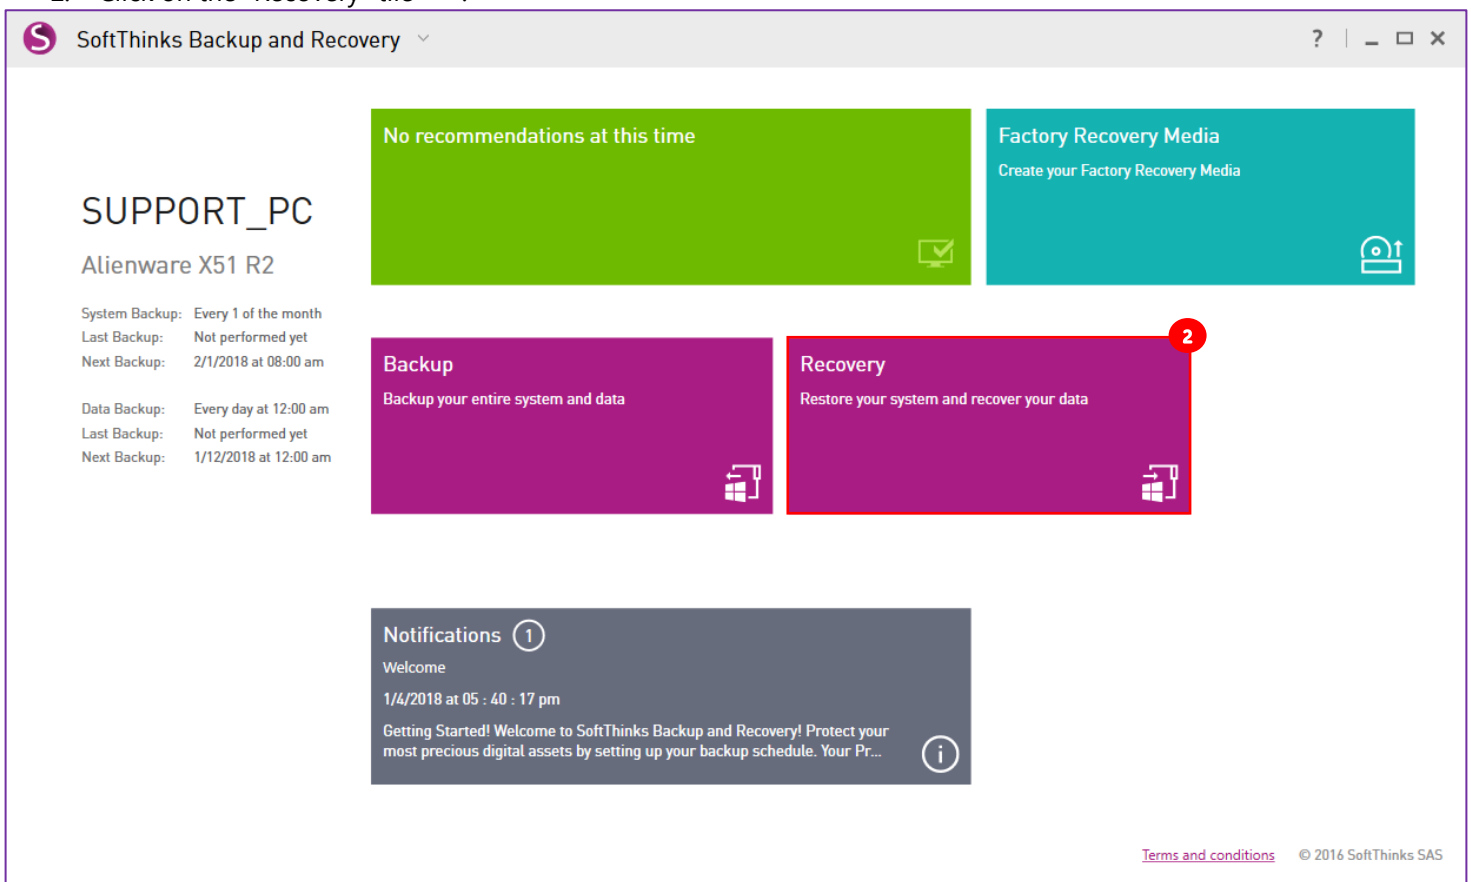 2. Click on the "Recovery" tile
SoftThinks Backup and Recovery
?
No recommendations at this time
Factory Recovery Media
Create your Factory Recovery Media
SUPPORT_PC
Alienware X51 R2
System Backup: Every 1 of the month
Last Backup: Not performed yet
Next Backup: 2/1/2018 at 08:00 am
Data Backup: Every day at 12:00 am
Last Backup: Not performed yet
Next Backup: 1/12/2018 at 12:00 am
Backup
Backup your entire system and data
2
Recovery
Restore your system and recover your data
Notifications 1
Welcome
1/4/2018 at 05 : 40 : 17 pm
Getting Started! Welcome to SoftThinks Backup and Recovery! Protect your
most precious digital assets by setting up your backup schedule. Your Pr...
Terms and conditions © 2016 SoftThinks SAS